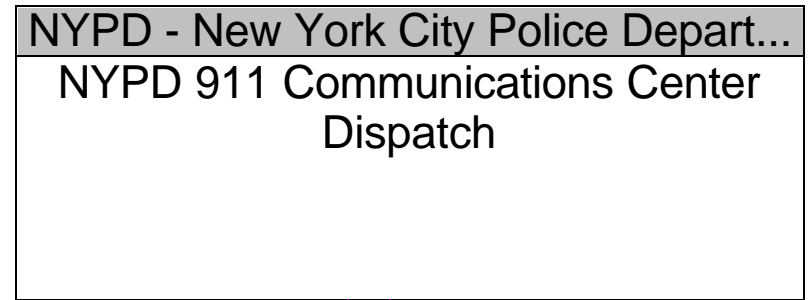 NYPD - New York City Police Depart...
NYPD 911 Communications Center
Dispatch